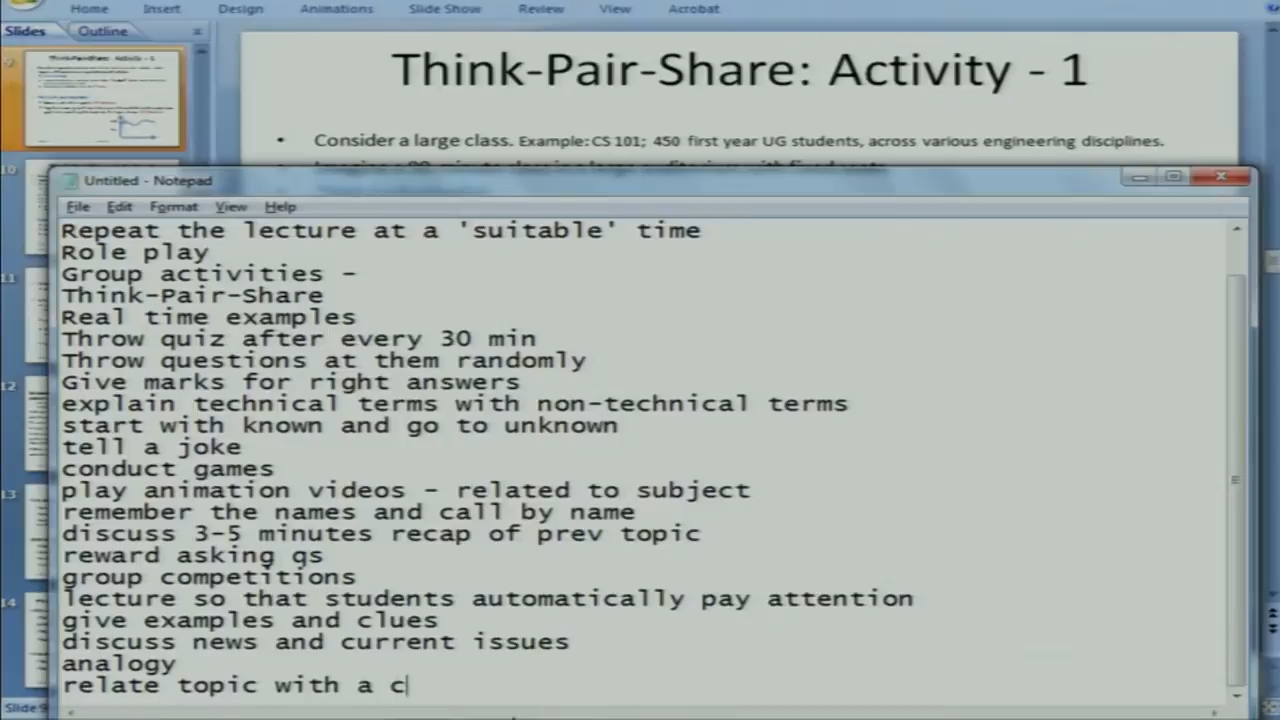 Home Insert Design Animations Slide Show Review View Acrobat
Slides Outline
Think-Pair-Share: Activity - 1
• Consider a large class. Example: CS 101; 450 first year UG students, across various engineering disciplines.
9
10
11
12
13
14
Untitled - Notepad
File Edit Format View Help
Repeat the lecture at a 'suitable' time
Role play
Group activities -
Think-Pair-Share
Real time examples
Throw quiz after every 30 min
Throw questions at them randomly
Give marks for right answers
explain technical terms with non-technical terms
start with known and go to unknown
tell a joke
conduct games
play animation videos - related to subject
remember the names and call by name
discuss 3-5 minutes recap of prev topic
reward asking qs
group competitions
lecture so that students automatically pay attention
give examples and clues
discuss news and current issues
analogy
relate topic with a c
Slide